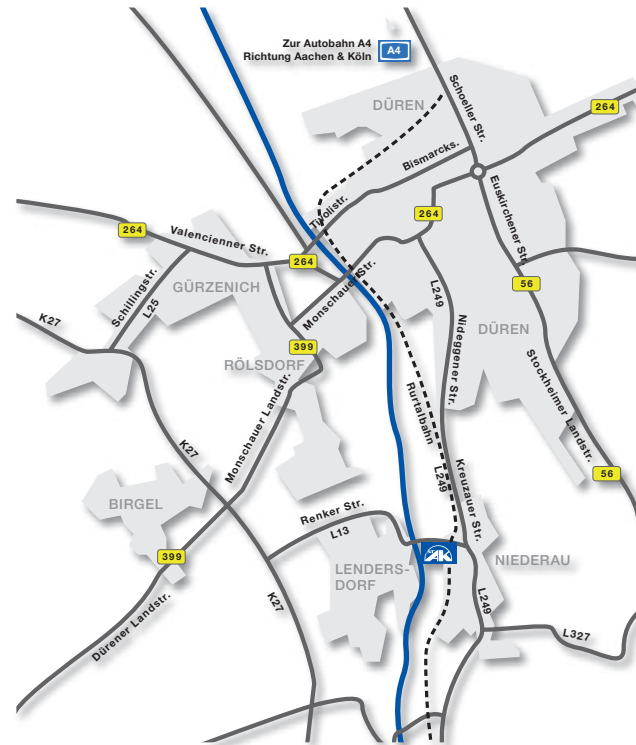 Zur Autobahn A4
Richtung Aachen & Köln
A4
DÜREN
Schoeller Str.
264
Bismarcks.
Tivolistr.
Euskirchener Str.
264
264
Valencienner Str.
264
Monschauer Str.
L249
56
GÜRZENICH
Schillingstr.
L25
K27
DÜREN
Nideggener Str.
399
RÖLSDORF
Stockheimer Landstr.
Rurtalbahn
Monschauer Landstr.
K27
L249
Kreuzauer Str.
56
BIRGEL
Renker Str.
L13
399
AK
NIEDERAU
LENDERS-
DORF
K27
L249
Dürener Landstr.
L327